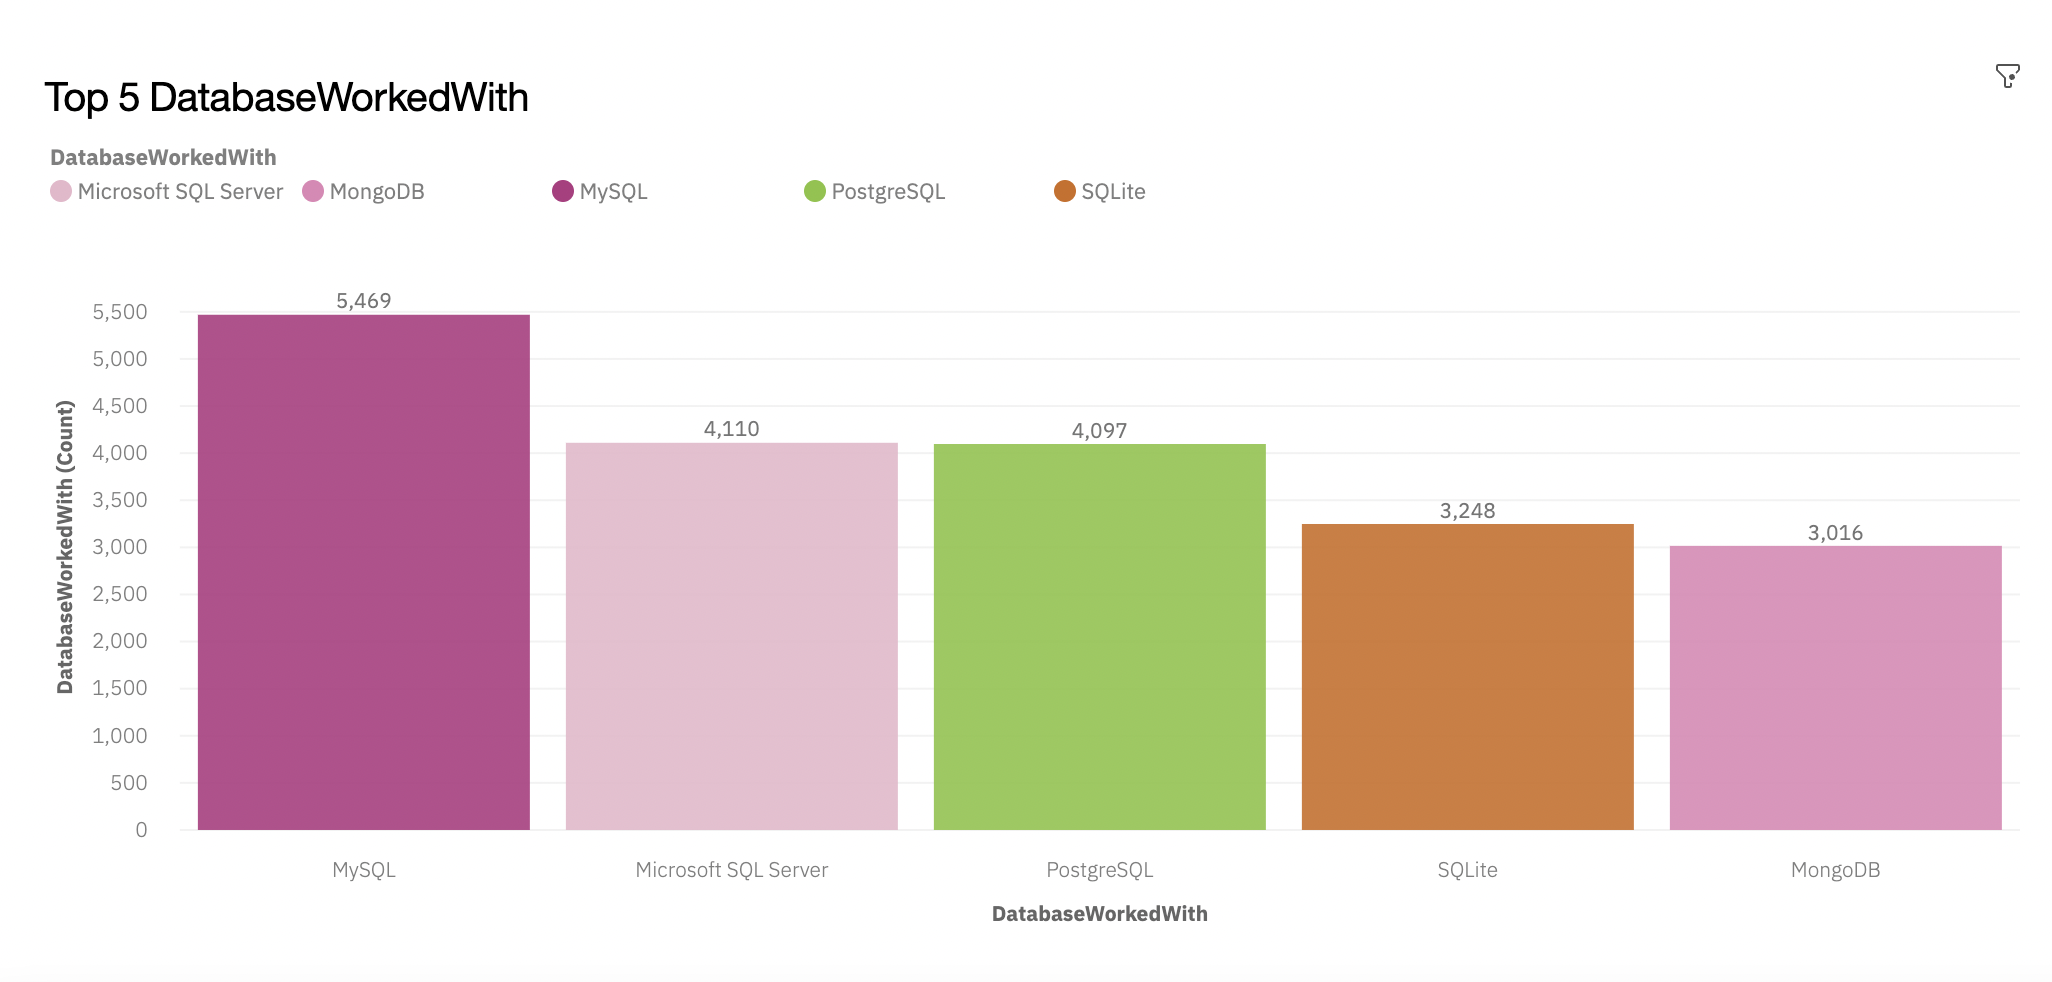 Top 5 DatabaseWorkedWith
DatabaseWorkedWith
Microsoft SQL Server MongoDB MySQL PostgreSQL SQLite
DatabaseWorkedWith (Count)
5,500
5,000
4,500
4,000
3,500
3,000
2,500
2,000
1,500
1,000
500
0
5,469
4,110
4,097
3,248
3,016
MySQL Microsoft SQL Server PostgreSQL SQLite MongoDB
DatabaseWorkedWith